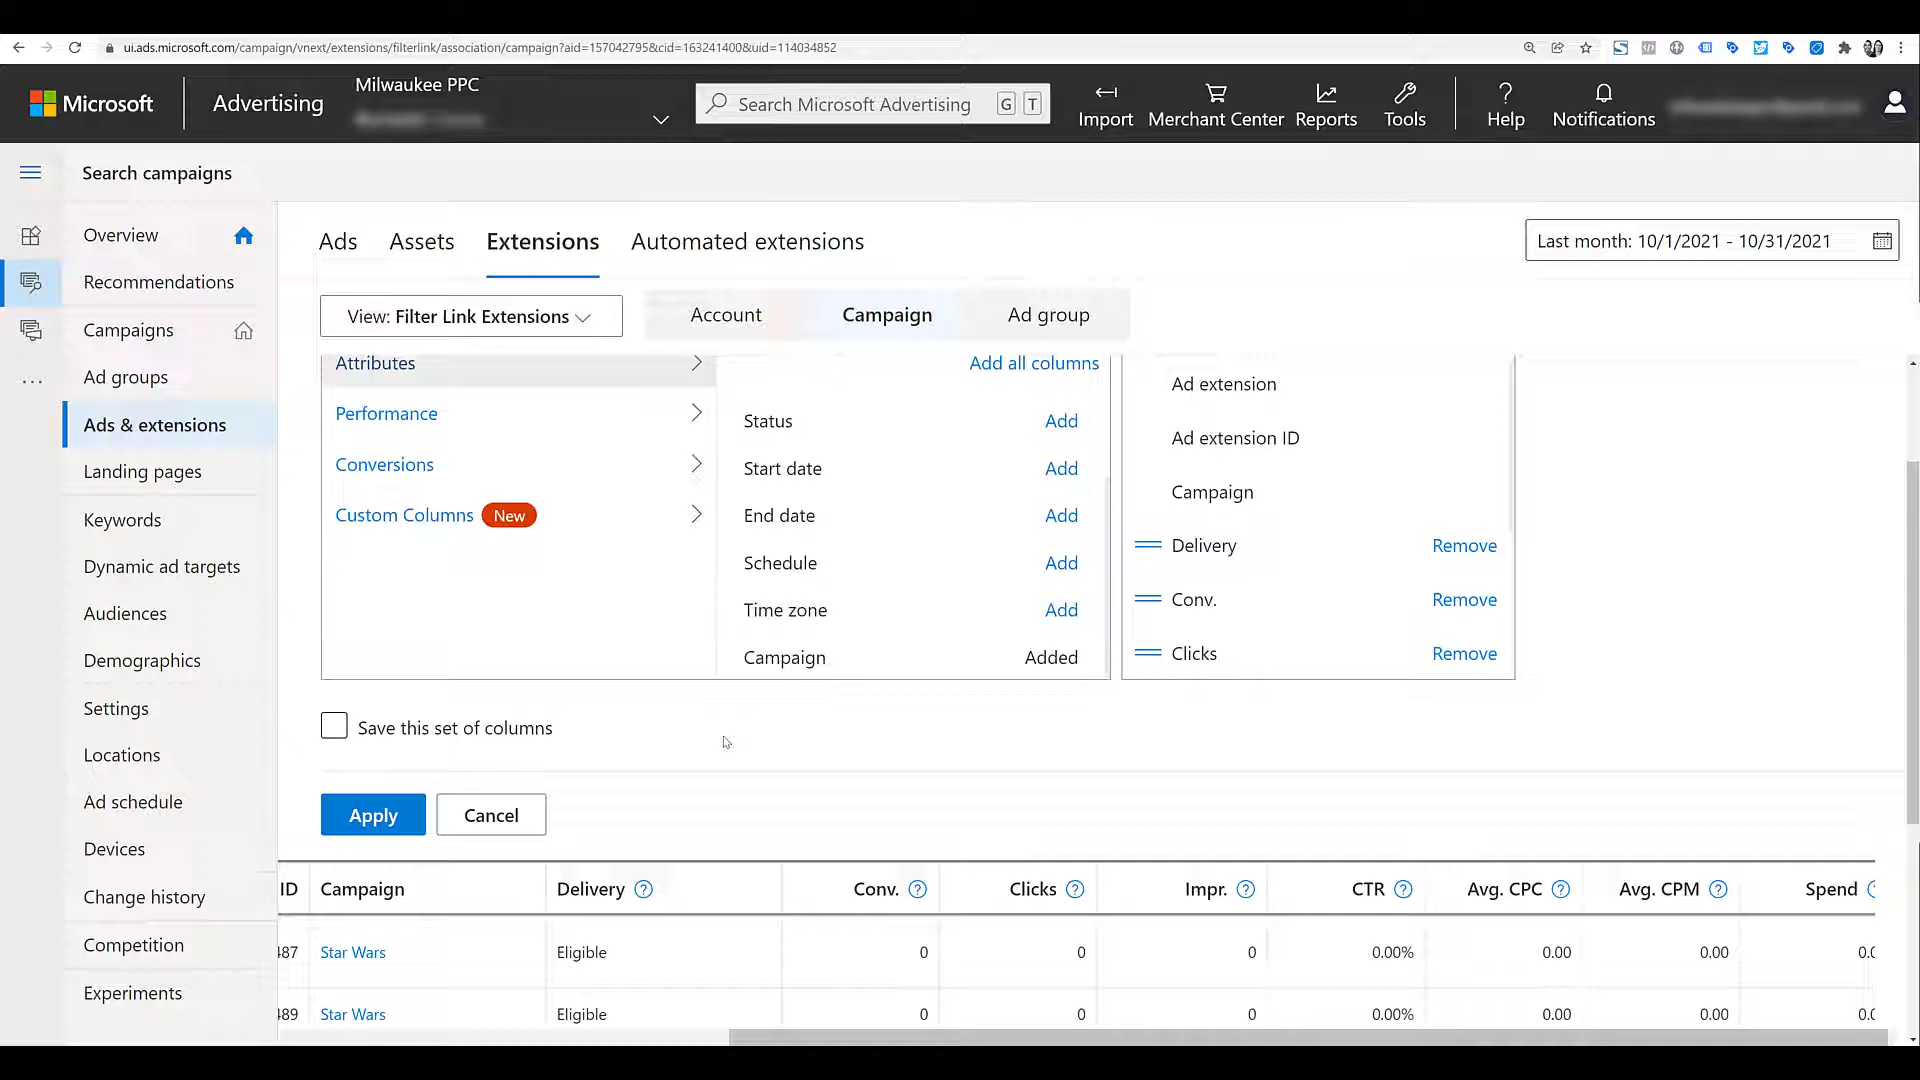 ui.ads.microsoft.com/campaign/vnext/extensions/filterlink/association/campaign?aid=157042795&cid=163241400&uid=114034852
Microsoft
Advertising
Milwaukee PPC
Search Microsoft Advertising G T
Import
Merchant Center
Reports
Tools
Help
Notifications
Search campaigns
Overview
Recommendations
Campaigns
Ad groups
Ads & extensions
Landing pages
Keywords
Dynamic ad targets
Audiences
Demographics
Settings
Locations
Ad schedule
Devices
Change history
Competition
Experiments
Ads Assets Extensions Automated extensions
Last month: 10/1/2021 - 10/31/2021
View: Filter Link Extensions
Account Campaign Ad group
Attributes
Performance
Conversions
Custom Columns New
Add all columns
Status Add
Start date Add
End date Add
Schedule Add
Time zone Add
Campaign Added
Ad extension
Ad extension ID
Campaign
Delivery Remove
Conv. Remove
Clicks Remove
Save this set of columns
Apply Cancel
ID Campaign Delivery ? Conv. ? Clicks ? Impr. ? CTR ? Avg. CPC ? Avg. CPM ? Spend
487 Star Wars Eligible 0 0 0 0.00% 0.00 0.00 0.0
489 Star Wars Eligible 0 0 0 0.00% 0.00 0.00 0.0